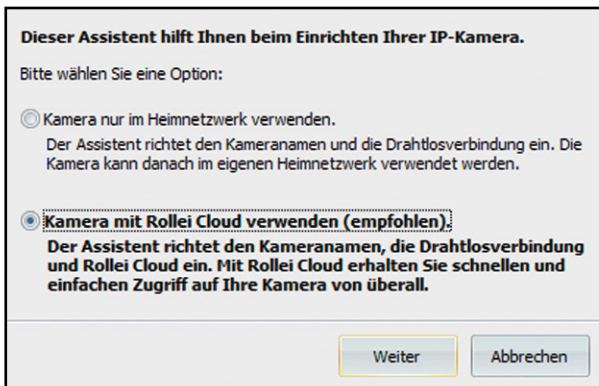 Dieser Assistent hilft Ihnen beim Einrichten Ihrer IP-Kamera.
Bitte wählen Sie eine Option:
Kamera nur im Heimnetzwerk verwenden.
Der Assistent richtet den Kameranamen und die Drahtlosverbindung ein. Die
Kamera kann danach im eigenen Heimnetzwerk verwendet werden.
Kamera mit Rollei Cloud verwenden (empfohlen).
Der Assistent richtet den Kameranamen, die Drahtlosverbindung
und Rollei Cloud ein. Mit Rollei Cloud erhalten Sie schnellen und
einfachen Zugriff auf Ihre Kamera von überall.
Weiter Abbrechen